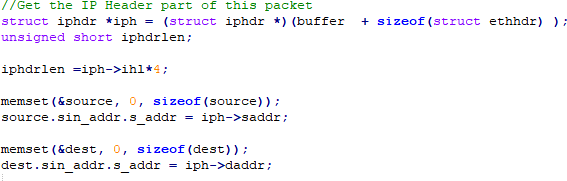 //Get the IP Header part of this packet
struct iphdr *iph = (struct iphdr *)(buffer  + sizeof(struct ethhdr) );
unsigned short iphdrlen;
iphdrlen =iph->ihl*4;
memset(&source, 0, sizeof(source));
source.sin_addr.s_addr = iph->saddr;
memset(&dest, 0, sizeof(dest));
dest.sin_addr.s_addr = iph->daddr;